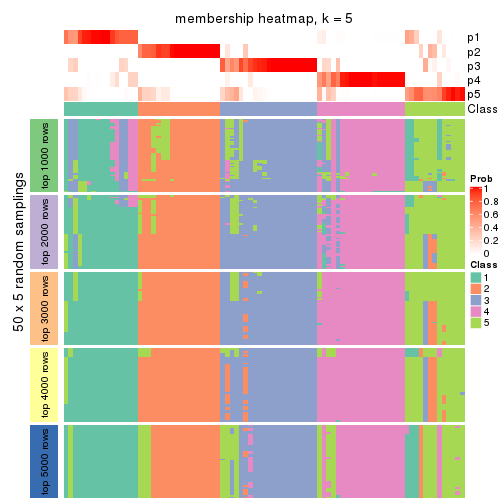 membership heatmap, k = 5
p1
p2
p3
p4
p5
Class
50 x 5 random samplings
top 1000 rows
top 2000 rows
top 3000 rows
top 4000 rows
top 5000 rows
Prob
1
0.8
0.6
0.4
0.2
0
Class
1
2
3
4
5